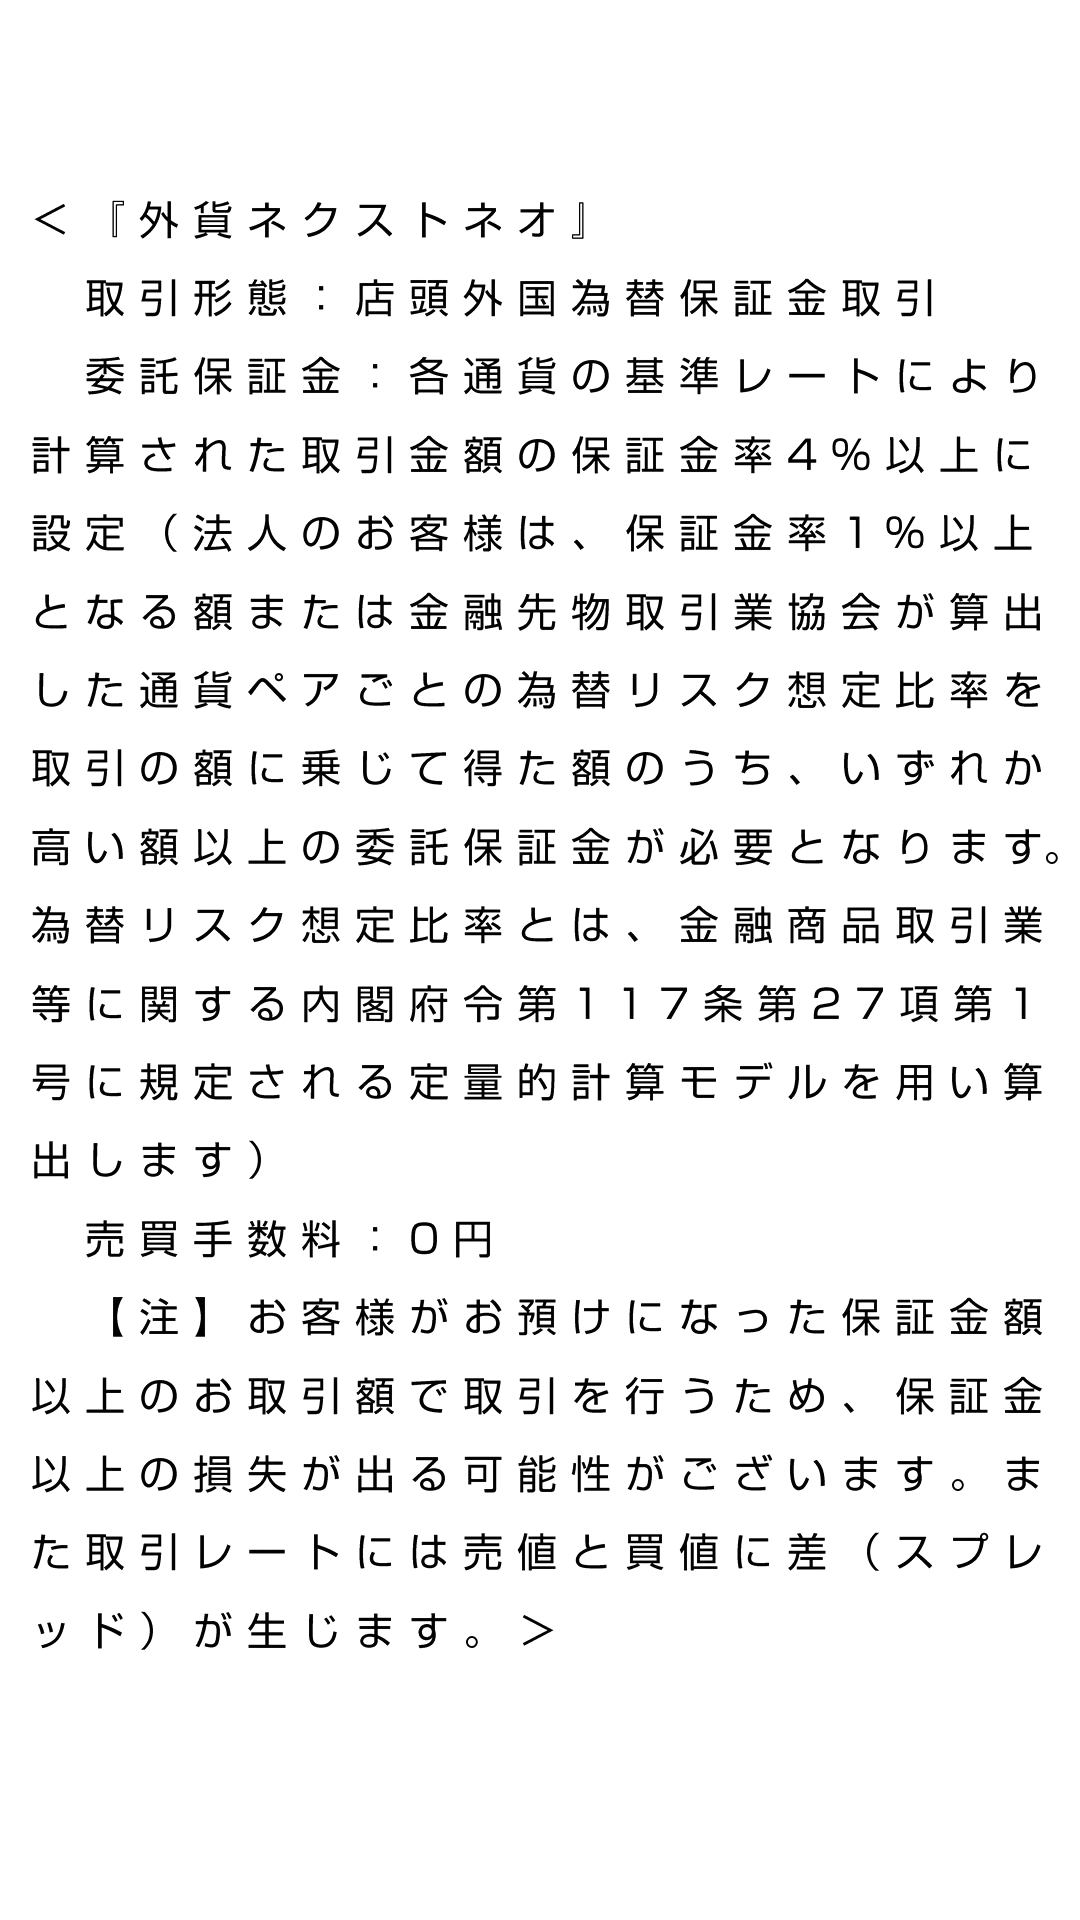 ＜『外貨ネクストネオ』
　取引形態：店頭外国為替保証金取引
　委託保証金：各通貨の基準レートにより
計算された取引金額の保証金率4%以上に
設定（法人のお客様は、保証金率1%以上
となる額または金融先物取引業協会が算出
した通貨ペアごとの為替リスク想定比率を
取引の額に乗じて得た額のうち、いずれか
高い額以上の委託保証金が必要となります。
為替リスク想定比率とは、金融商品取引業
等に関する内閣府令第117条第27項第1
号に規定される定量的計算モデルを用い算
出します）
　売買手数料：0円
　【注】お客様がお預けになった保証金額
以上のお取引額で取引を行うため、保証金
以上の損失が出る可能性がございます。ま
た取引レートには売値と買値に差（スプレ
ッド）が生じます。＞